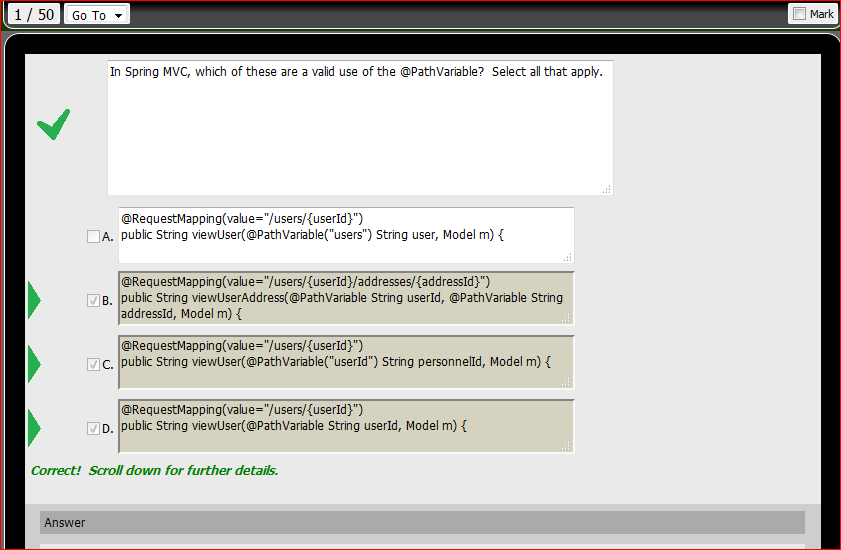 1 / 50 Go To Mark
In Spring MVC, which of these are a valid use of the @PathVariable?  Select all that apply.
A. @RequestMapping(value="/users/{userId}")
public String viewUser(@PathVariable("users") String user, Model m) {
B. @RequestMapping(value="/users/{userId}/addresses/{addressId}")
public String viewUserAddress(@PathVariable String userId, @PathVariable String
addressId, Model m) {
C. @RequestMapping(value="/users/{userId}")
public String viewUser(@PathVariable("userId") String personnelId, Model m) {
D. @RequestMapping(value="/users/{userId}")
public String viewUser(@PathVariable String userId, Model m) {
Correct!  Scroll down for further details.
Answer